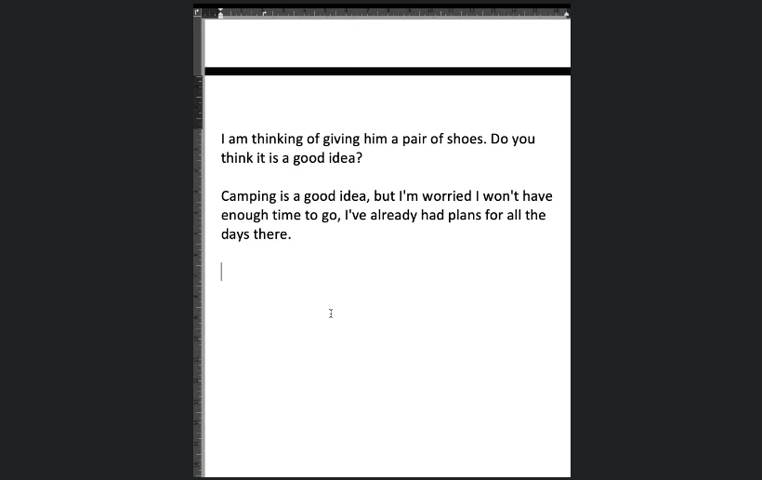 I am thinking of giving him a pair of shoes. Do you
think it is a good idea?
Camping is a good idea, but I'm worried I won't have
enough time to go, I've already had plans for all the
days there.